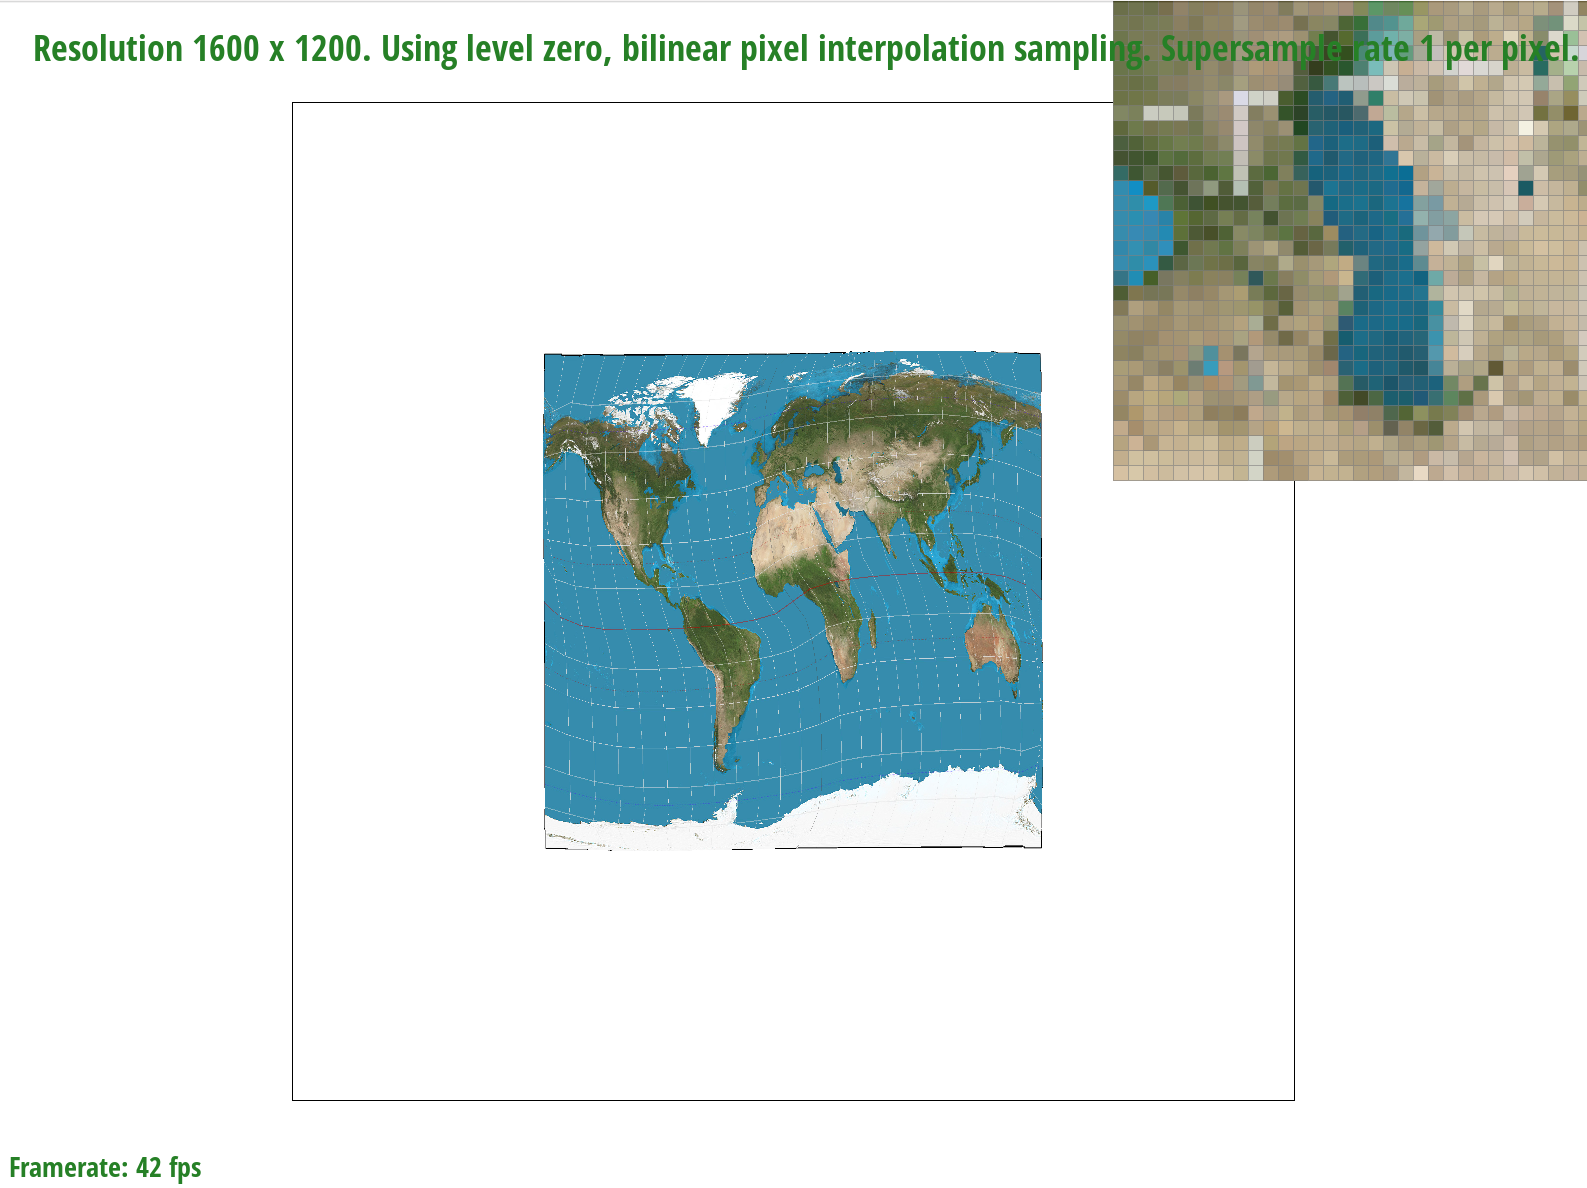 Resolution 1600 x 1200. Using level zero, bilinear pixel interpolation sampling. Supersample rate 1 per pixel.
Framerate: 42 fps